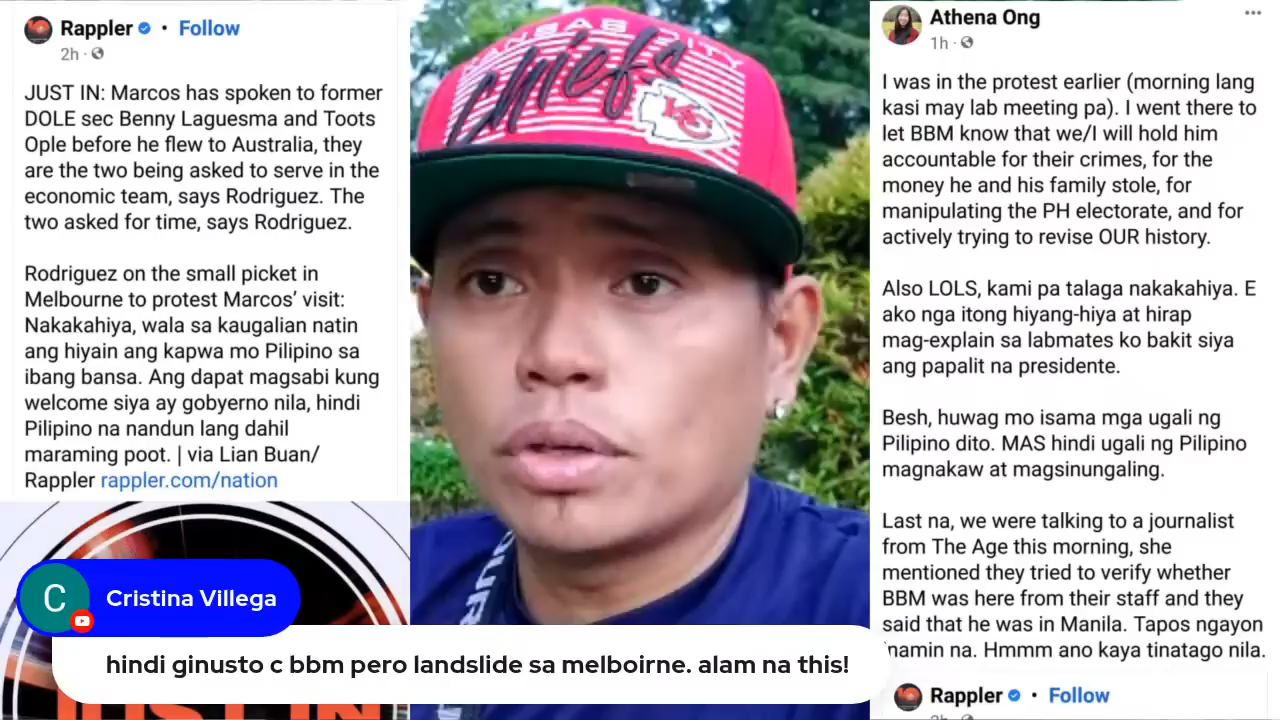 Rappler • Follow
2h ·
JUST IN: Marcos has spoken to former
DOLE sec Benny Laguesma and Toots
Ople before he flew to Australia, they
are the two being asked to serve in the
economic team, says Rodriguez. The
two asked for time, says Rodriguez.
Rodriguez on the small picket in
Melbourne to protest Marcos’ visit:
Nakakahiya, wala sa kaugalian natin
ang hiyain ang kapwa mo Pilipino sa
ibang bansa. Ang dapat magsabi kung
welcome siya ay gobyerno nila, hindi
Pilipino na nandun lang dahil
maraming poot. | via Lian Buan/
Rappler rappler.com/nation
JUST IN
KANSAS CITY
Chiefs
KC
OUR
Athena Ong
1h ·
I was in the protest earlier (morning lang
kasi may lab meeting pa). I went there to
let BBM know that we/I will hold him
accountable for their crimes, for the
money he and his family stole, for
manipulating the PH electorate, and for
actively trying to revise OUR history.
Also LOLS, kami pa talaga nakakahiya. E
ako nga itong hiyang-hiya at hirap
mag-explain sa labmates ko bakit siya
ang papalit na presidente.
Besh, huwag mo isama mga ugali ng
Pilipino dito. MAS hindi ugali ng Pilipino
magnakaw at magsinungaling.
Last na, we were talking to a journalist
from The Age this morning, she
mentioned they tried to verify whether
BBM was here from their staff and they
said that he was in Manila. Tapos ngayon
inamin na. Hmmm ano kaya tinatago nila.
Rappler • Follow
C
Cristina Villega
hindi ginusto c bbm pero landslide sa melboirne. alam na this!